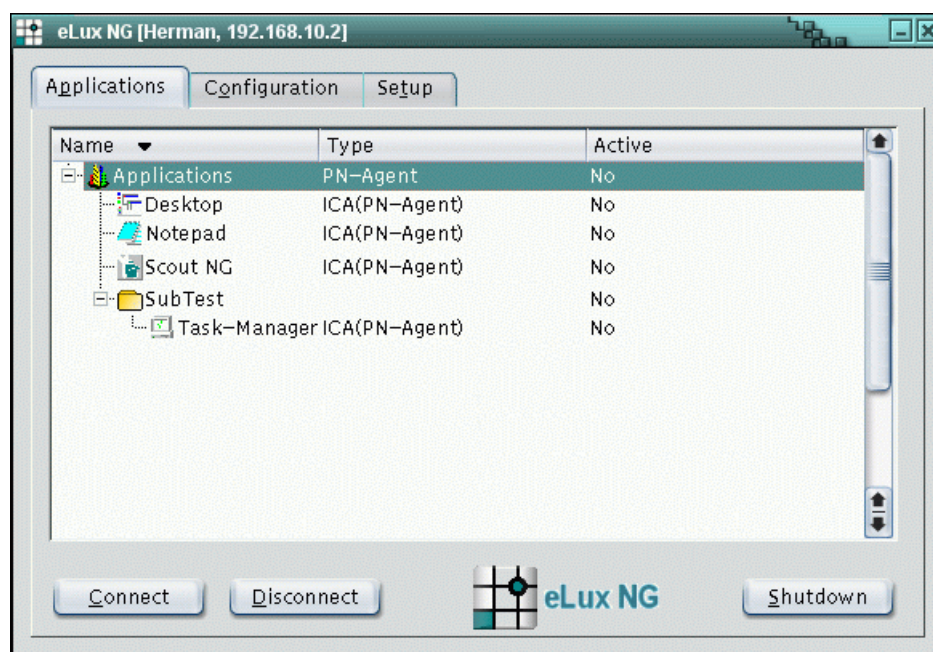 eLux NG [Herman, 192.168.10.2]
Applications Configuration Setup
Name Type Active
Applications PN-Agent No
Desktop ICA(PN-Agent) No
Notepad ICA(PN-Agent) No
Scout NG ICA(PN-Agent) No
SubTest No
Task-Manager ICA(PN-Agent) No
Connect Disconnect eLux NG Shutdown